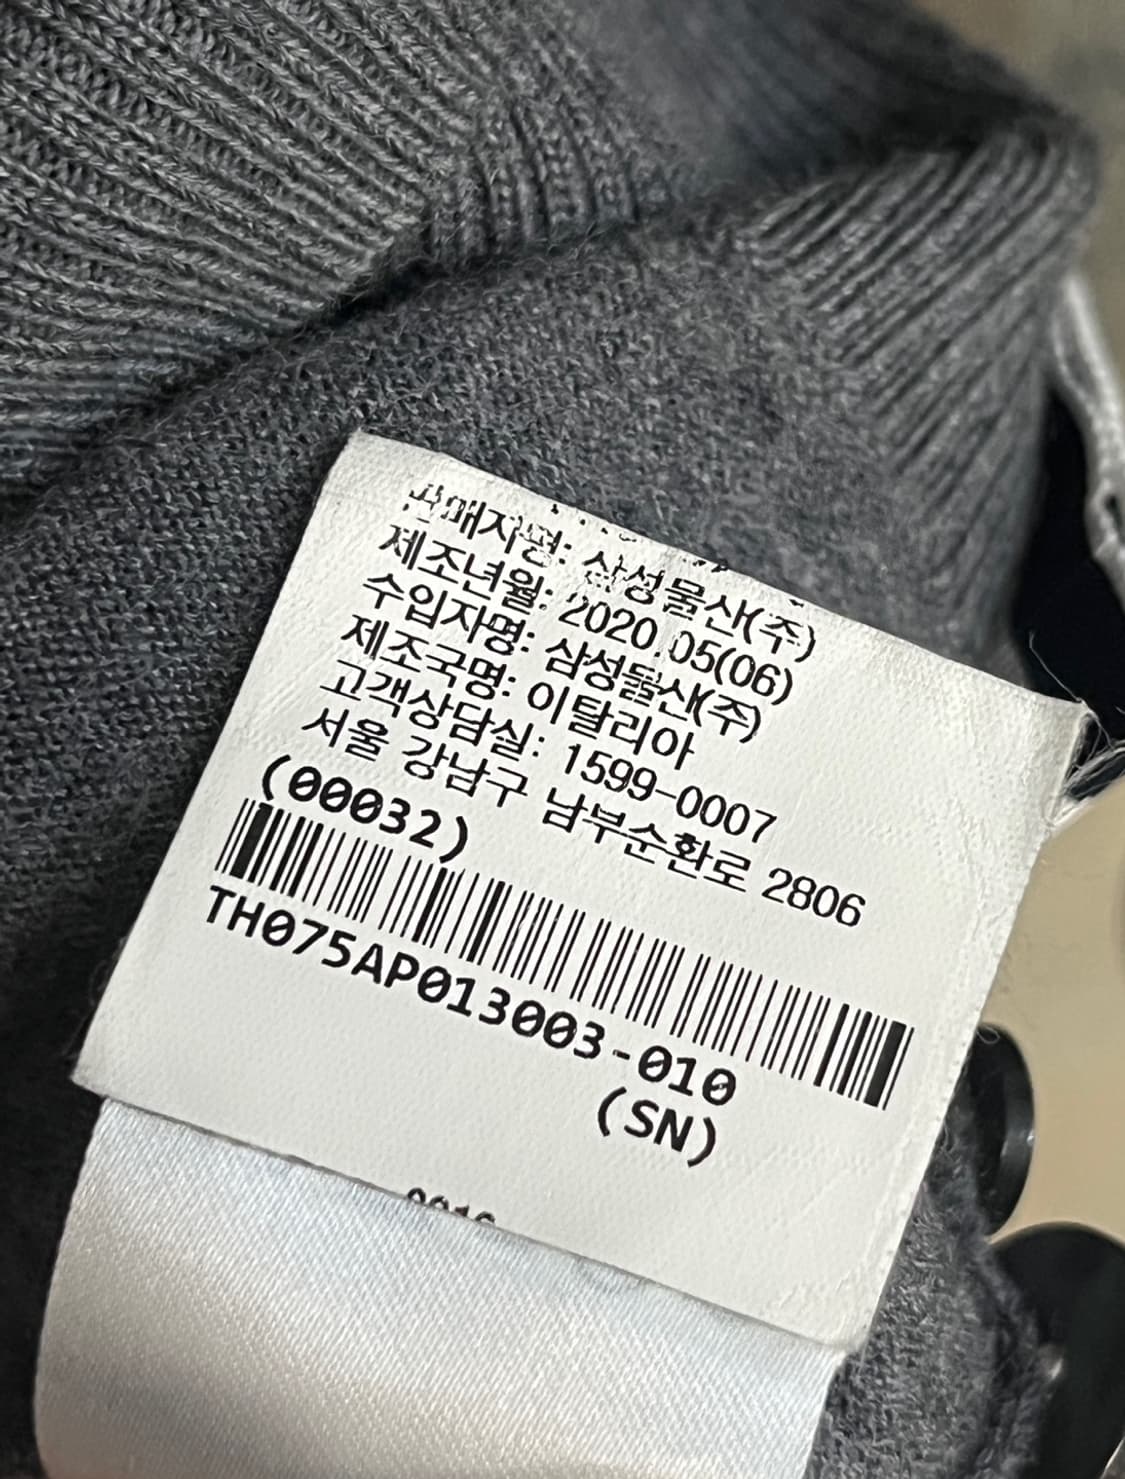 판매자명: 삼성물산(주)
제조년월: 2020.05(06)
수입자명: 삼성물산(주)
제조국명: 이탈리아
고객상담실: 1599-0007
서울 강남구 남부순환로 2806
(00032)
TH075AP013003-010
(SN)